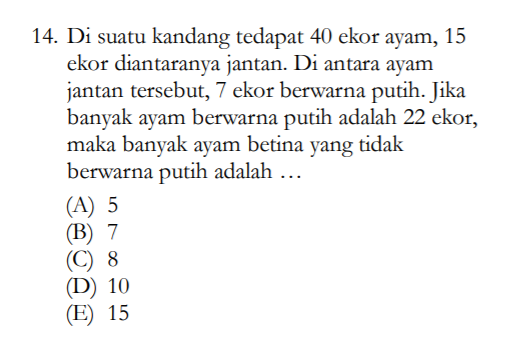 14. Di suatu kandang tedapat 40 ekor ayam, 15
ekor diantaranya jantan. Di antara ayam
jantan tersebut, 7 ekor berwarna putih. Jika
banyak ayam berwarna putih adalah 22 ekor,
maka banyak ayam betina yang tidak
berwarna putih adalah …
(A) 5
(B) 7
(C) 8
(D) 10
(E) 15